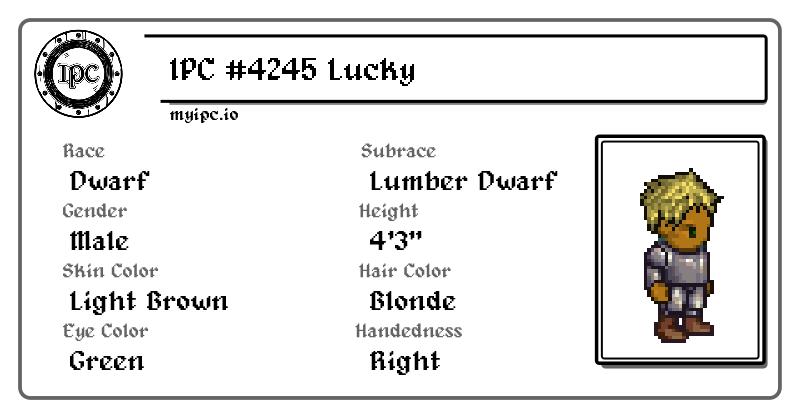 IPC
IPC #4245 Lucky
myipc.io
Race
Dwarf
Subrace
Lumber Dwarf
Gender
Male
Height
4'3"
Skin Color
Light Brown
Hair Color
Blonde
Eye Color
Green
Handedness
Right